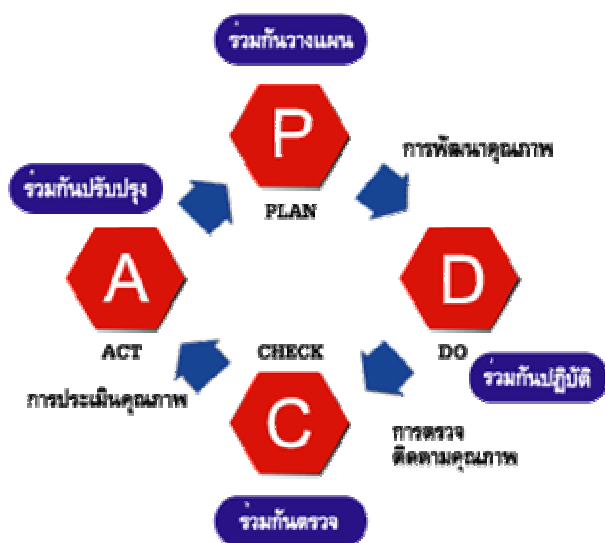 ร่วมกันวางแผน
P
PLAN
การพัฒนาคุณภาพ
ร่วมกันปรับปรุง
A
ACT
D
DO
ร่วมกันปฏิบัติ
CHECK
C
การประเมินคุณภาพ
การตรวจ
ติดตามคุณภาพ
ร่วมกันตรวจ